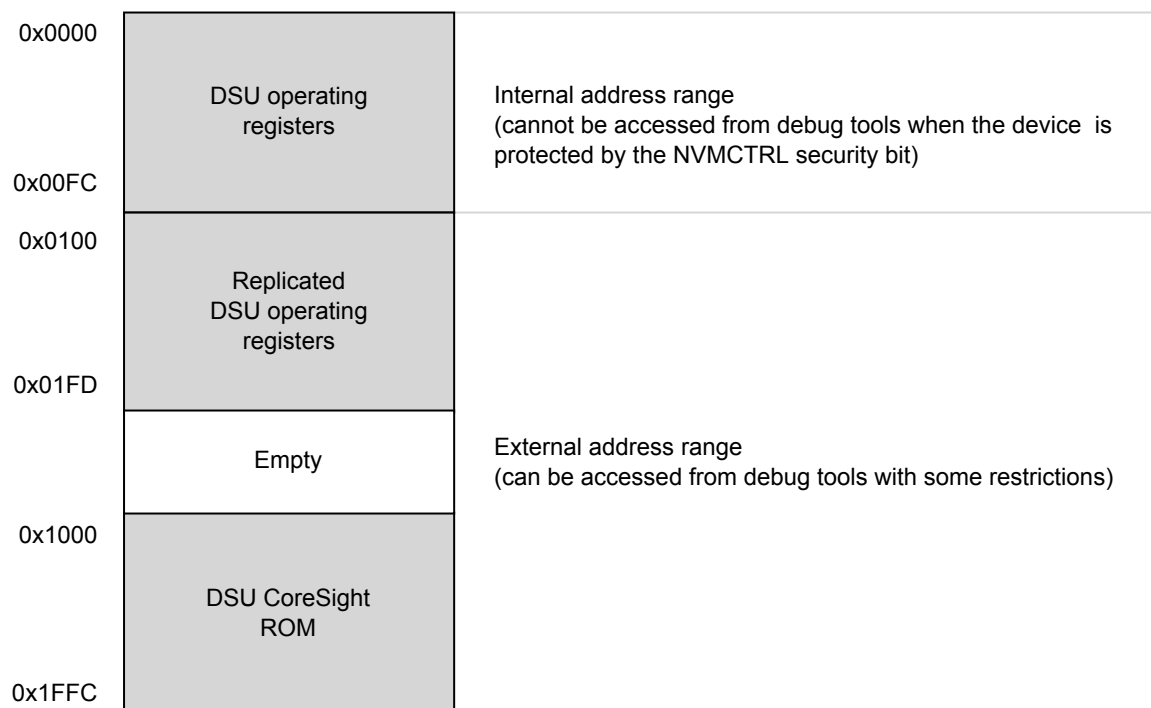 0x0000
DSU operating
registers
Internal address range
(cannot be accessed from debug tools when the device is
protected by the NVMCTRL security bit)
0x00FC
0x0100
Replicated
DSU operating
registers
0x01FD
Empty
External address range
(can be accessed from debug tools with some restrictions)
0x1000
DSU CoreSight
ROM
0x1FFC